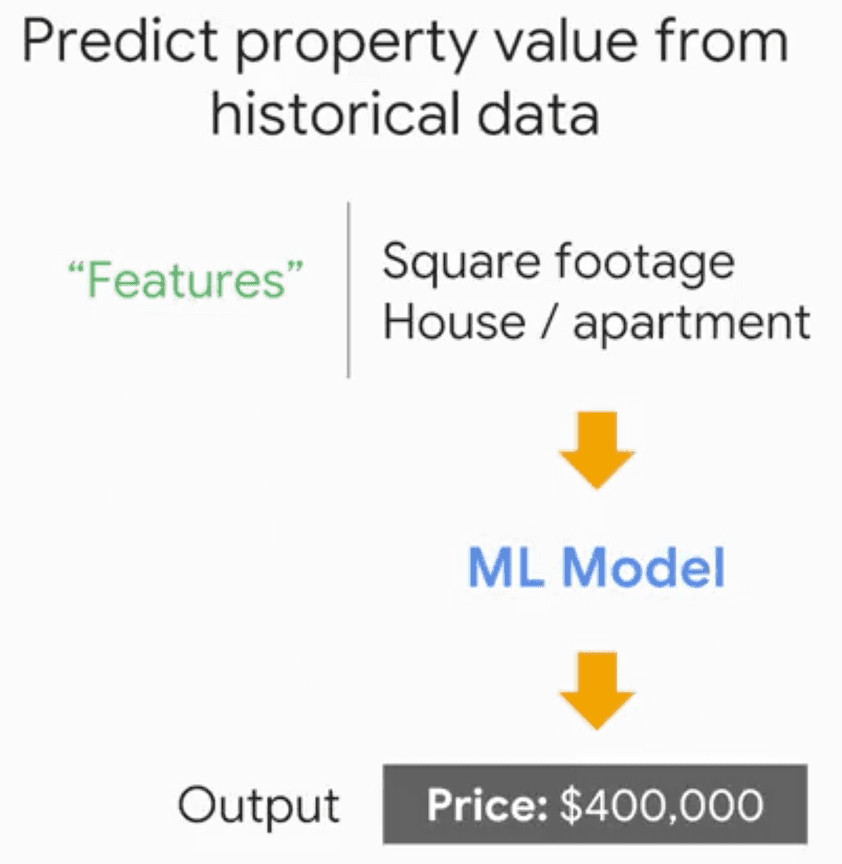 Predict property value from
historical data
“Features”
Square footage
House / apartment
ML Model
Output
Price: $400,000